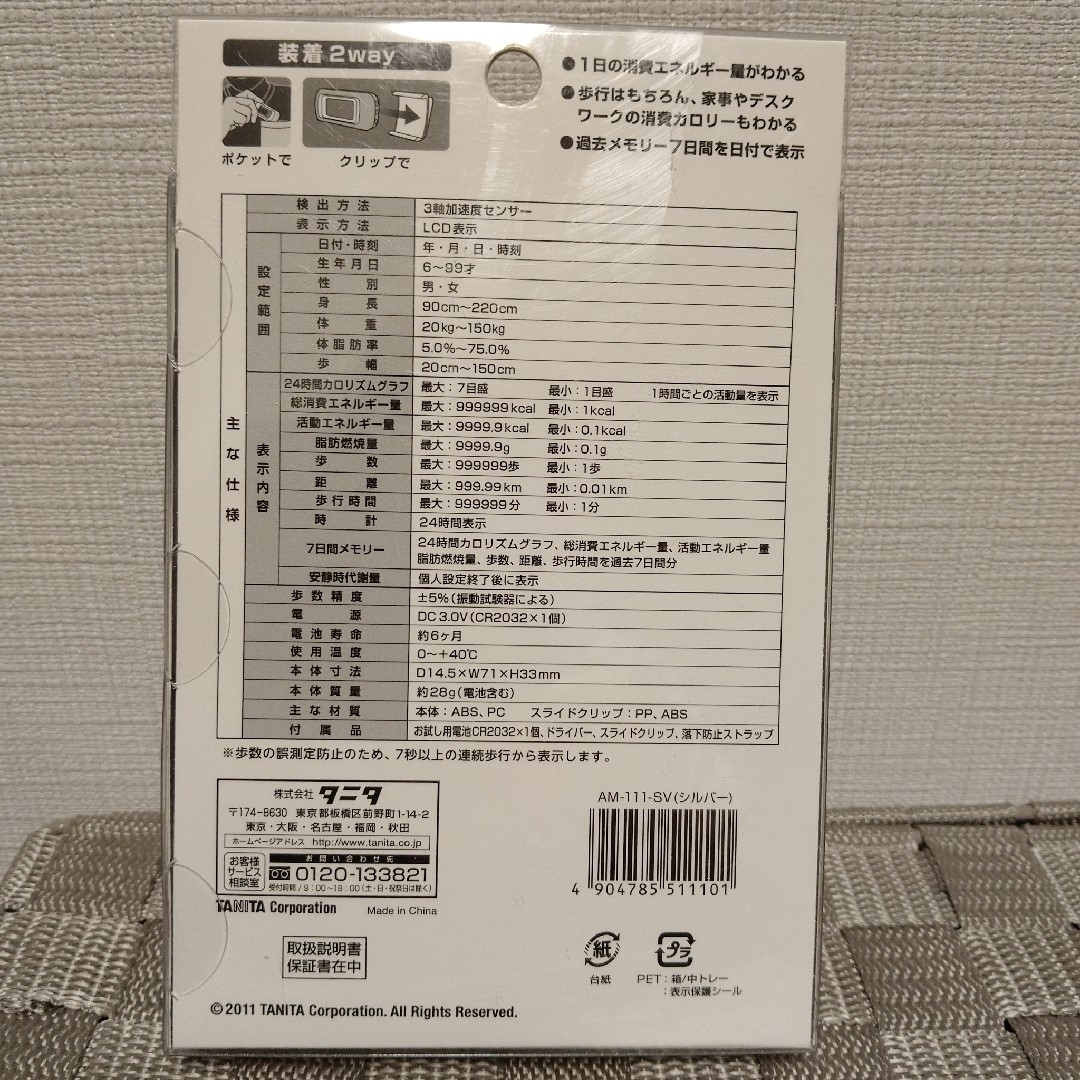 装着2way
ポケットで
クリップで
●1日の消費エネルギー量がわかる
●歩行はもちろん、家事やデスク
ワークの消費カロリーもわかる
●過去メモリー7日間を日付で表示
主な仕様
検出方法 3軸加速度センサー
表示方法 LCD表示
設定範囲
日付・時刻 年・月・日・時刻
生年月日 6〜99才
性別 男・女
身長 90cm〜220cm
体重 20kg〜150kg
体脂肪率 5.0%〜75.0%
歩幅 20cm〜150cm
表示内容
24時間カロリズムグラフ 最大：7目盛 最小：1目盛 1時間ごとの活動量を表示
総消費エネルギー量 最大：999999kcal 最小：1kcal
活動エネルギー量 最大：9999.9kcal 最小：0.1kcal
脂肪燃焼量 最大：9999.9g 最小：0.1g
歩数 最大：999999歩 最小：1歩
距離 最大：999.99km 最小：0.01km
歩行時間 最大：999999分 最小：1分
時計 24時間表示
7日間メモリー 24時間カロリズムグラフ、総消費エネルギー量、活動エネルギー量
脂肪燃焼量、歩数、距離、歩行時間を過去7日間分
安静時代謝量 個人設定終了後に表示
歩数精度 ±5%(振動試験器による)
電源 DC3.0V(CR2032×1個)
電池寿命 約6ヶ月
使用温度 0〜+40℃
本体寸法 D14.5×W71×H33mm
本体質量 約28g(電池含む)
主な材質 本体：ABS、PC スライドクリップ：PP、ABS
付属品 お試し用電池CR2032×1個、ドライバー、スライドクリップ、落下防止ストラップ
※歩数の誤測定防止のため、7秒以上の連続歩行から表示します。
株式会社 タニタ
〒174-8630 東京都板橋区前野町1-14-2
東京・大阪・名古屋・福岡・秋田
ホームページアドレス http://www.tanita.co.jp
お客様サービス相談室
お問い合わせ先
0120-133821
受付時間／9：00〜18：00(土・日・祝祭日は除く)
TANITA Corporation Made in China
取扱説明書
保証書在中
©2011 TANITA Corporation. All Rights Reserved.
AM-111-SV(シルバー)
4 904785 511101
紙
台紙
プラ
PET：箱/中トレー
：表示保護シール